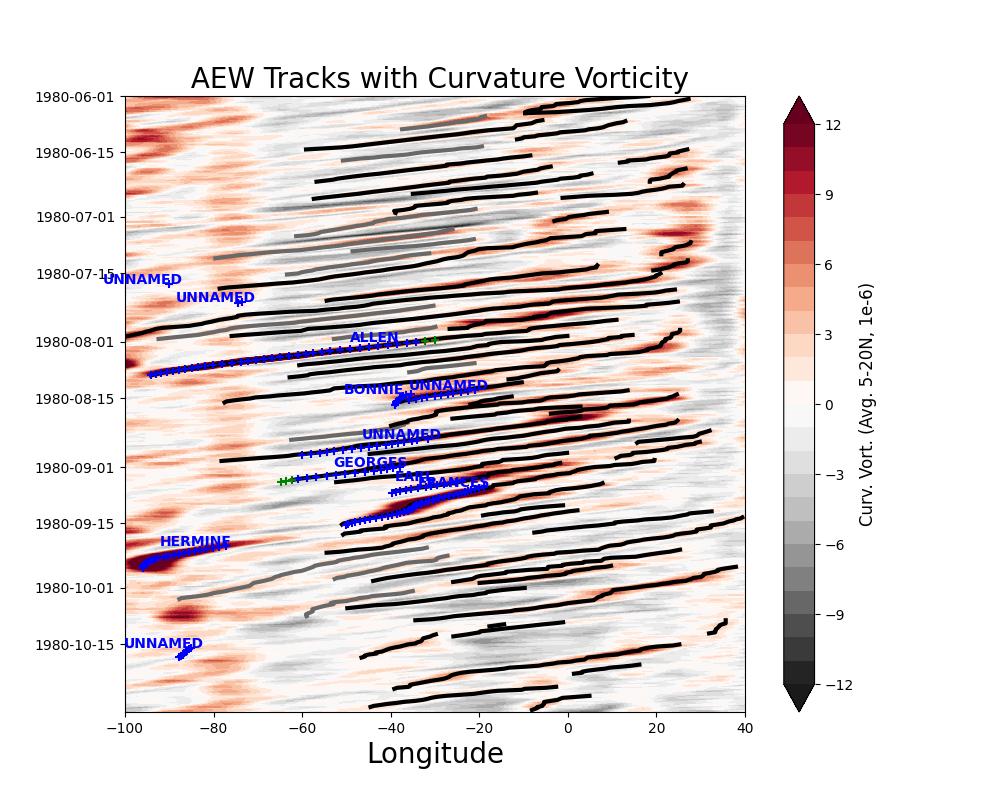 AEW Tracks with Curvature Vorticity
1980-06-01
1980-06-15
1980-07-01
1980-07-15
1980-08-01
1980-08-15
1980-09-01
1980-09-15
1980-10-01
1980-10-15
UNNAMED
UNNAMED
ALLEN
BONNIE
UNNAMED
UNNAMED
GEORGES
EARL
FRANCES
HERMINE
UNNAMED
−100
−80
−60
−40
−20
0
20
40
Longitude
12
9
6
3
0
−3
−6
−9
−12
Curv. Vort. (Avg. 5-20N, 1e-6)